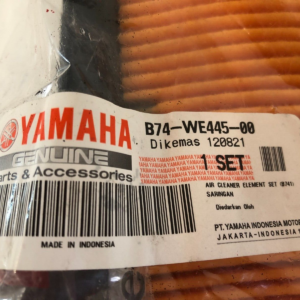 YAMAHA
GENUINE
Parts & Accessories
MADE IN INDONESIA
B74-WE445-00
Dikemas 120821
1 SET
AIR CLEANER ELEMENT SET (B74)
SARINGAN
Diedarkan Oleh
PT.YAMAHA INDONESIA MOTOR
JAKARTA-INDONESIA